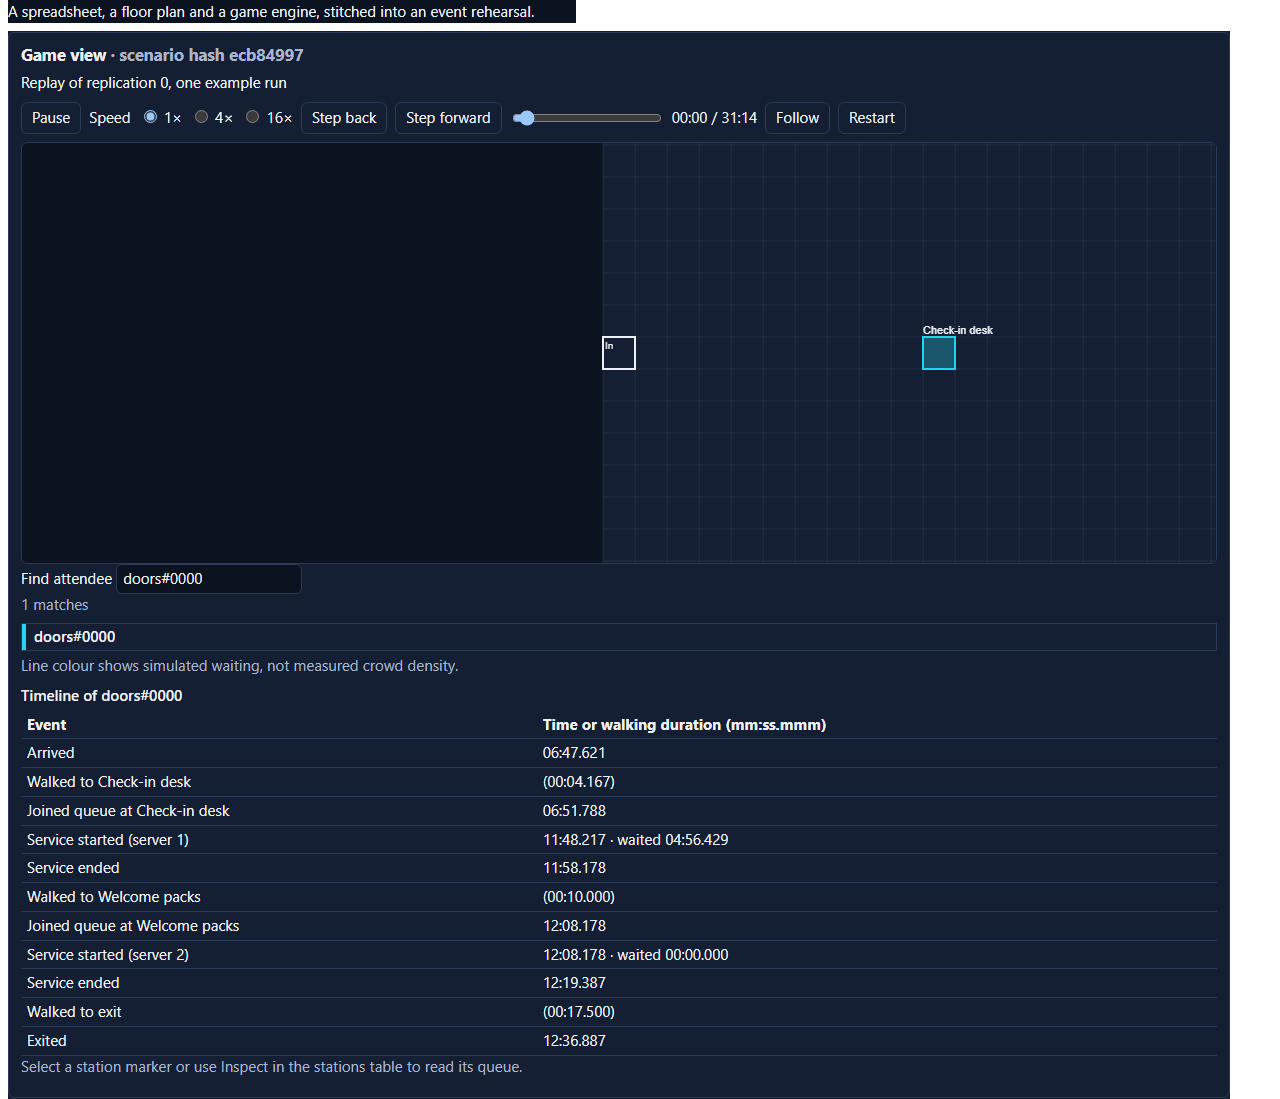 A spreadsheet, a floor plan and a game engine, stitched into an event rehearsal.
Game view · scenario hash ecb84997
Replay of replication 0, one example run
Pause Speed 1× 4× 16× Step back Step forward 00:00 / 31:14 Follow Restart
Check-in desk
In
Find attendee doors#0000
1 matches
doors#0000
Line colour shows simulated waiting, not measured crowd density.
Timeline of doors#0000
Event Time or walking duration (mm:ss.mmm)
Arrived 06:47.621
Walked to Check-in desk (00:04.167)
Joined queue at Check-in desk 06:51.788
Service started (server 1) 11:48.217 · waited 04:56.429
Service ended 11:58.178
Walked to Welcome packs (00:10.000)
Joined queue at Welcome packs 12:08.178
Service started (server 2) 12:08.178 · waited 00:00.000
Service ended 12:19.387
Walked to exit (00:17.500)
Exited 12:36.887
Select a station marker or use Inspect in the stations table to read its queue.